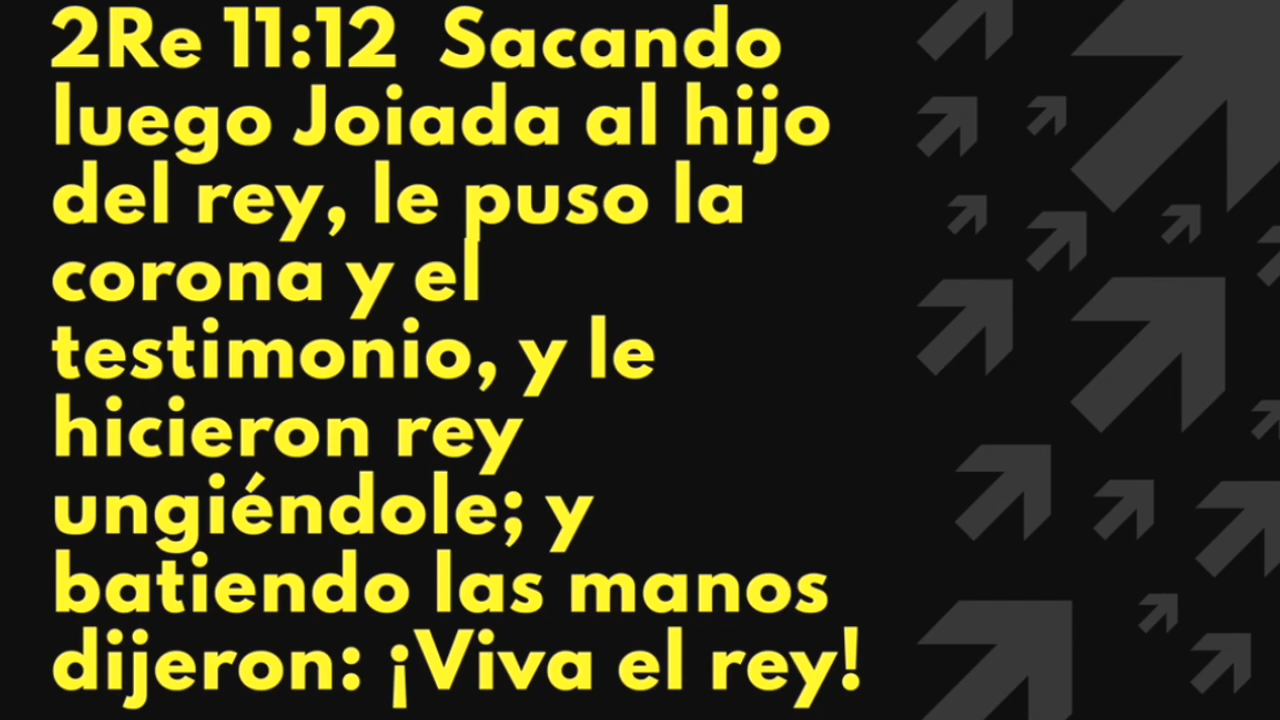 2Re 11:12  Sacando
luego Joiada al hijo
del rey, le puso la
corona y el
testimonio, y le
hicieron rey
ungiéndole; y
batiendo las manos
dijeron: ¡Viva el rey!